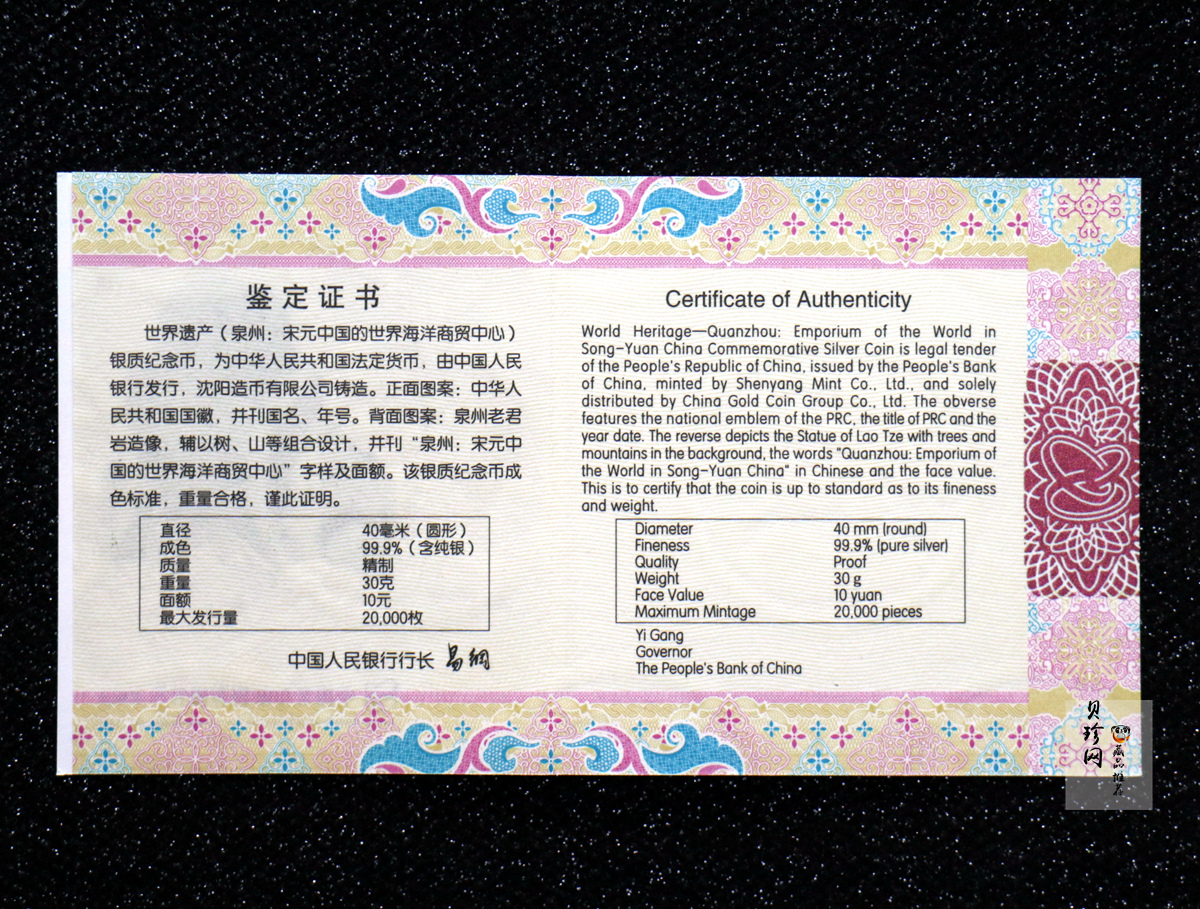 鉴定证书
世界遗产（泉州：宋元中国的世界海洋商贸中心）
银质纪念币，为中华人民共和国法定货币，由中国人民
银行发行，沈阳造币有限公司铸造。正面图案：中华人
民共和国国徽，并刊国名、年号。背面图案：泉州老君
岩造像，辅以树、山等组合设计，并刊“泉州：宋元中
国的世界海洋商贸中心”字样及面额。该银质纪念币成
色标准，重量合格，谨此证明。
直径 40毫米（圆形）
成色 99.9%（含纯银）
质量 精制
重量 30克
面额 10元
最大发行量 20,000枚
中国人民银行行长 易纲
Certificate of Authenticity
World Heritage—Quanzhou: Emporium of the World in
Song-Yuan China Commemorative Silver Coin is legal tender
of the People's Republic of China, issued by the People's Bank
of China, minted by Shenyang Mint Co., Ltd., and solely
distributed by China Gold Coin Group Co., Ltd. The obverse
features the national emblem of the PRC, the title of PRC and the
year date. The reverse depicts the Statue of Lao Tze with trees and
mountains in the background, the words "Quanzhou: Emporium of
the World in Song-Yuan China" in Chinese and the face value.
This is to certify that the coin is up to standard as to its fineness
and weight.
Diameter 40 mm (round)
Fineness 99.9% (pure silver)
Quality Proof
Weight 30 g
Face Value 10 yuan
Maximum Mintage 20,000 pieces
Yi Gang
Governor
The People's Bank of China
贝珍网
藏品推荐